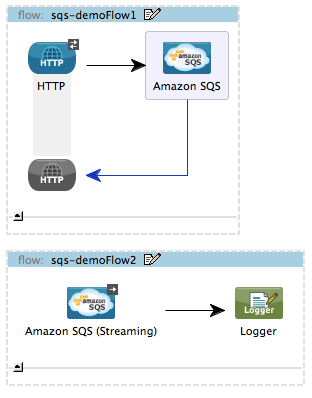 flow: sqs-demoFlow1
HTTP
amazon
SQS
HTTP
Amazon SQS
HTTP
flow: sqs-demoFlow2
amazon
SQS
Logger
Amazon SQS (Streaming)
Logger